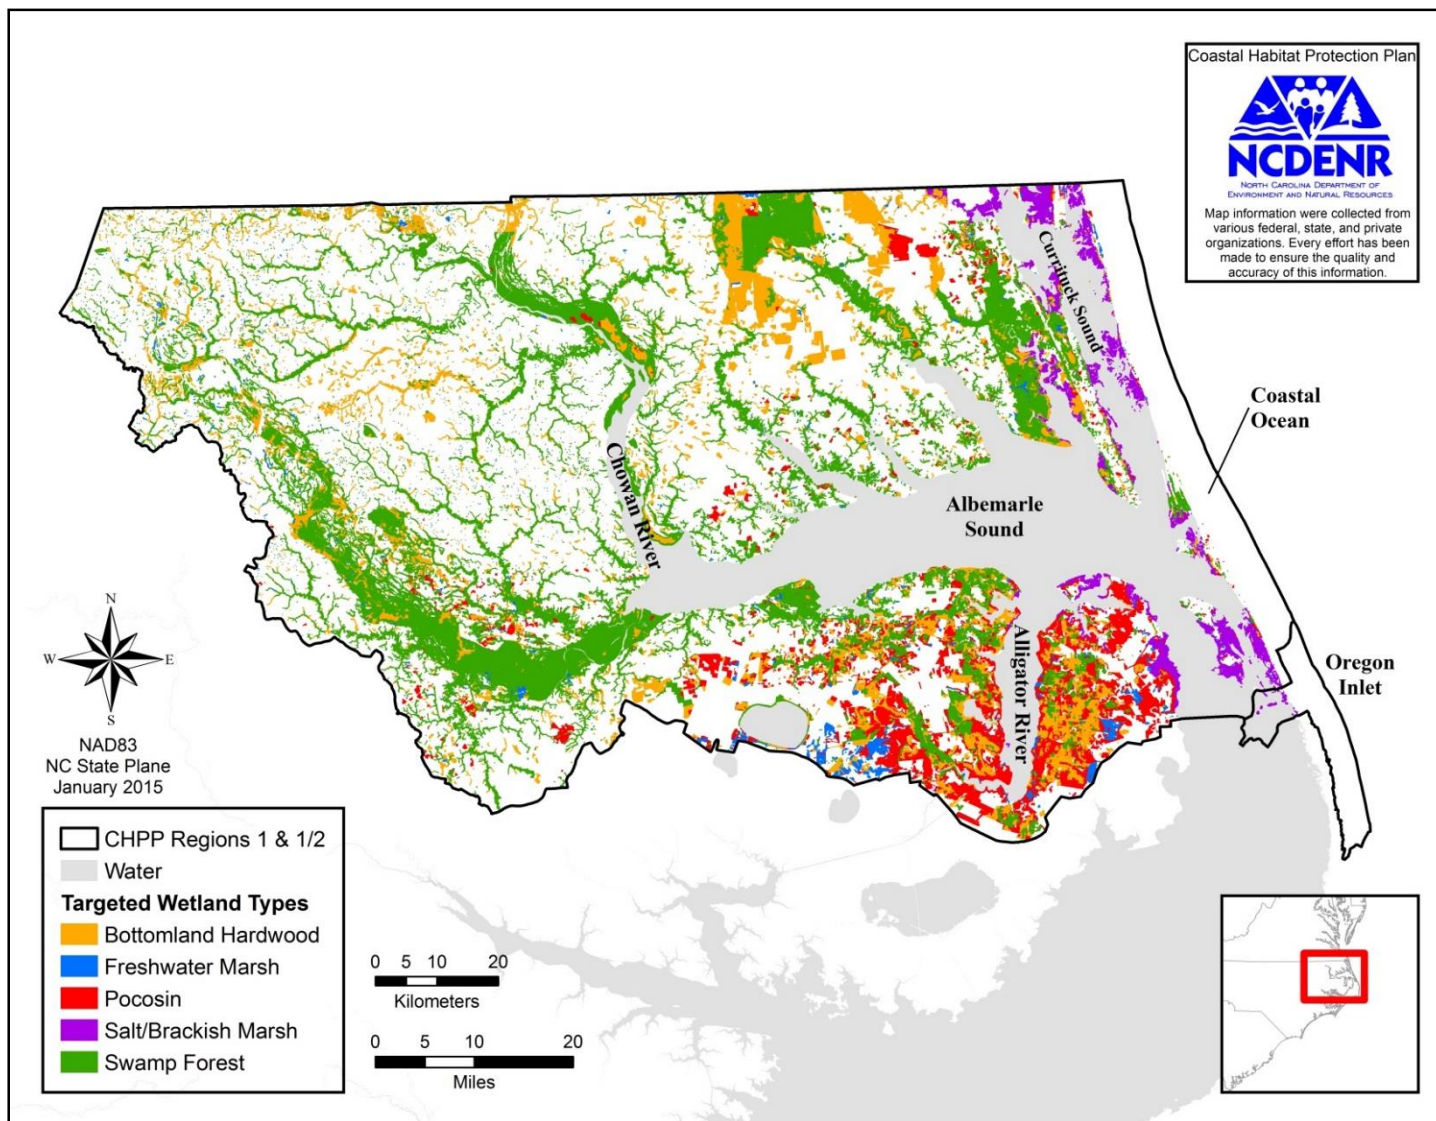 Coastal Habitat Protection Plan
NCDENR
NORTH CAROLINA DEPARTMENT OF
ENVIRONMENT AND NATURAL RESOURCES
Map information were collected from
various federal, state, and private
organizations. Every effort has been
made to ensure the quality and
accuracy of this information.
Currituck Sound
Coastal
Ocean
Chowan River
Albemarle
Sound
Alligator River
Oregon
Inlet
N
W E
S
NAD83
NC State Plane
January 2015
CHPP Regions 1 & 1/2
Water
Targeted Wetland Types
Bottomland Hardwood
Freshwater Marsh
Pocosin
Salt/Brackish Marsh
Swamp Forest
0 5 10 20
Kilometers
0 5 10 20
Miles